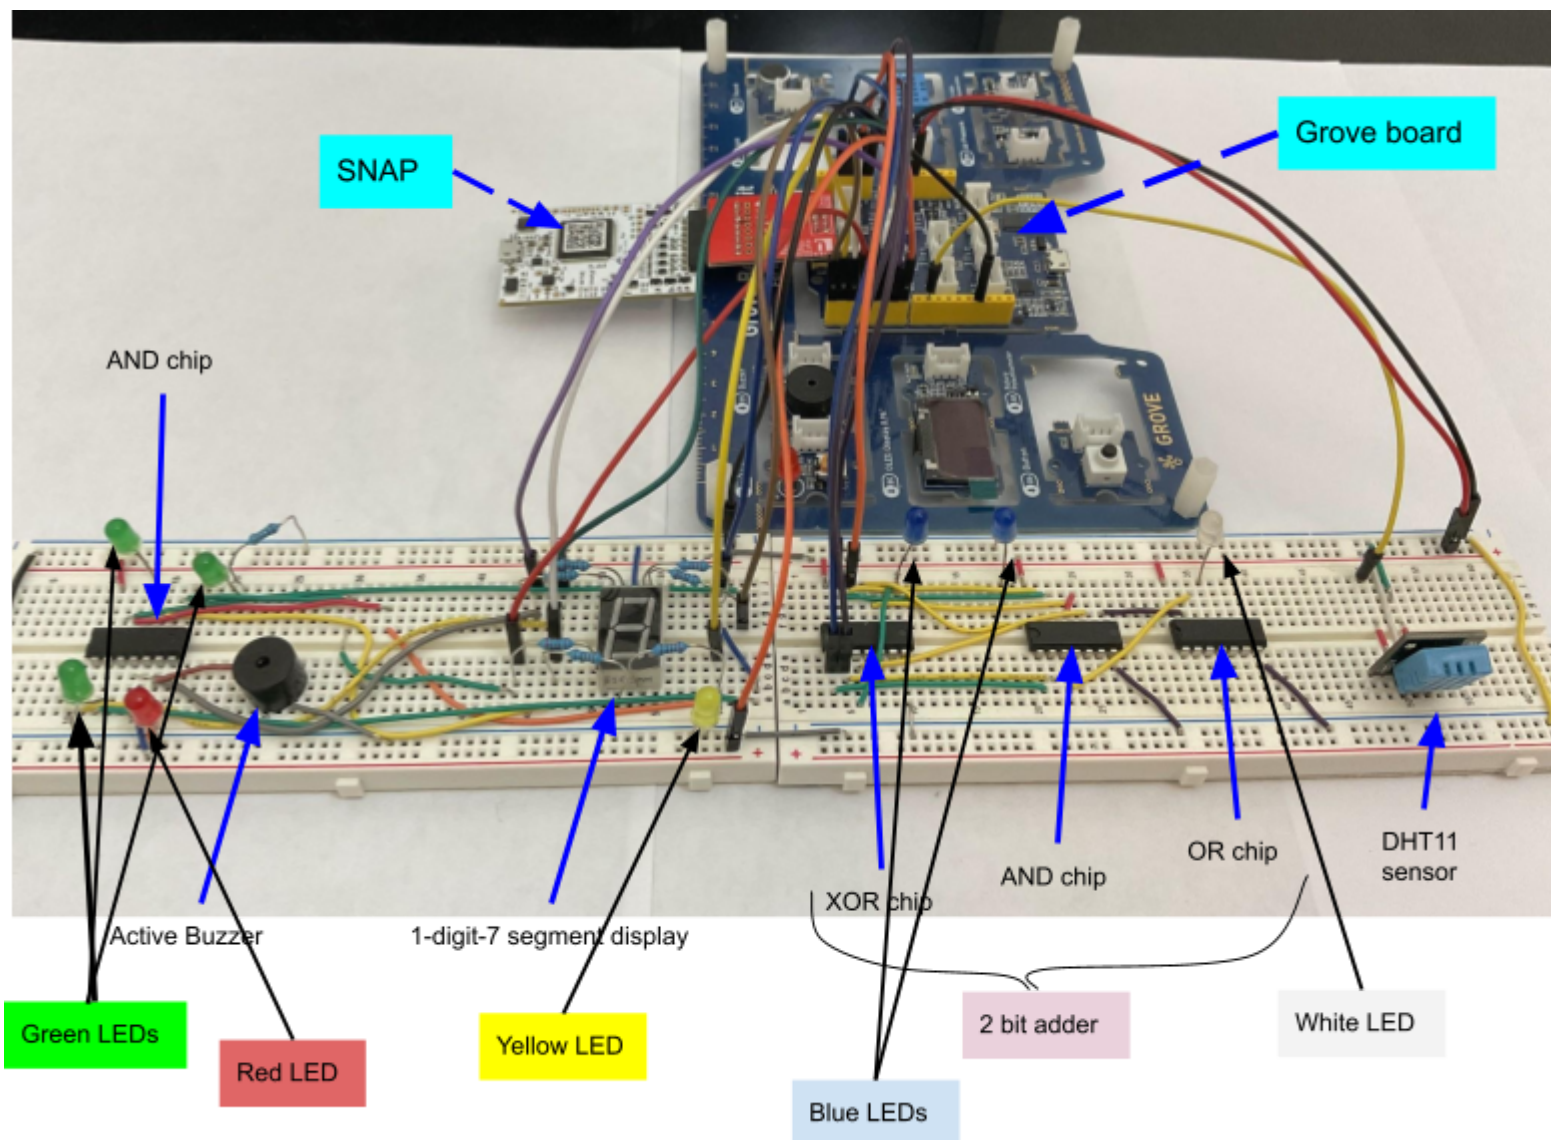 SNAP
Grove board
AND chip
GROVE
XOR chip
AND chip
OR chip
DHT11
sensor
Active Buzzer
1-digit-7 segment display
Green LEDs
Red LED
Yellow LED
2 bit adder
White LED
Blue LEDs